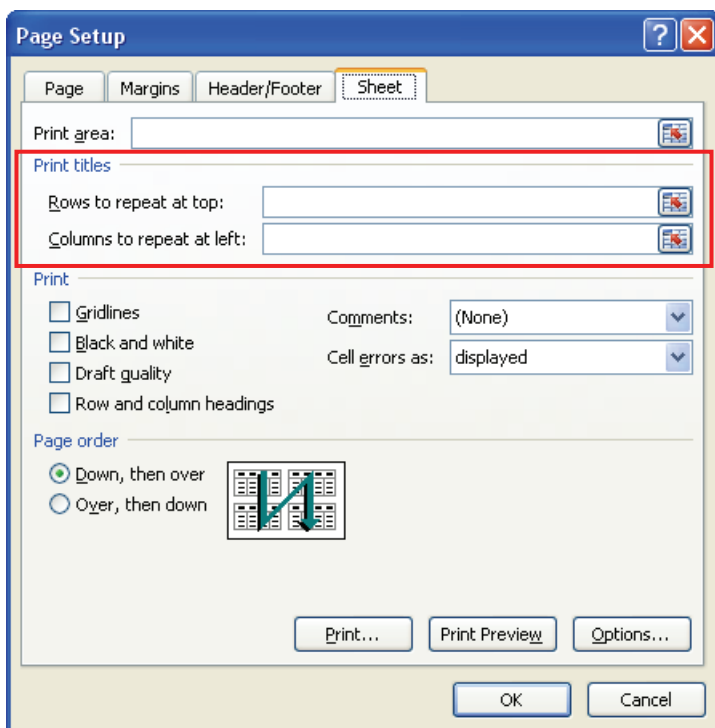 Page Setup
Page Margins Header/Footer Sheet
Print area:
Print titles
Rows to repeat at top:
Columns to repeat at left:
Print
Gridlines
Black and white
Draft quality
Row and column headings
Comments: (None)
Cell errors as: displayed
Page order
Down, then over
Over, then down
Print... Print Preview Options...
OK Cancel